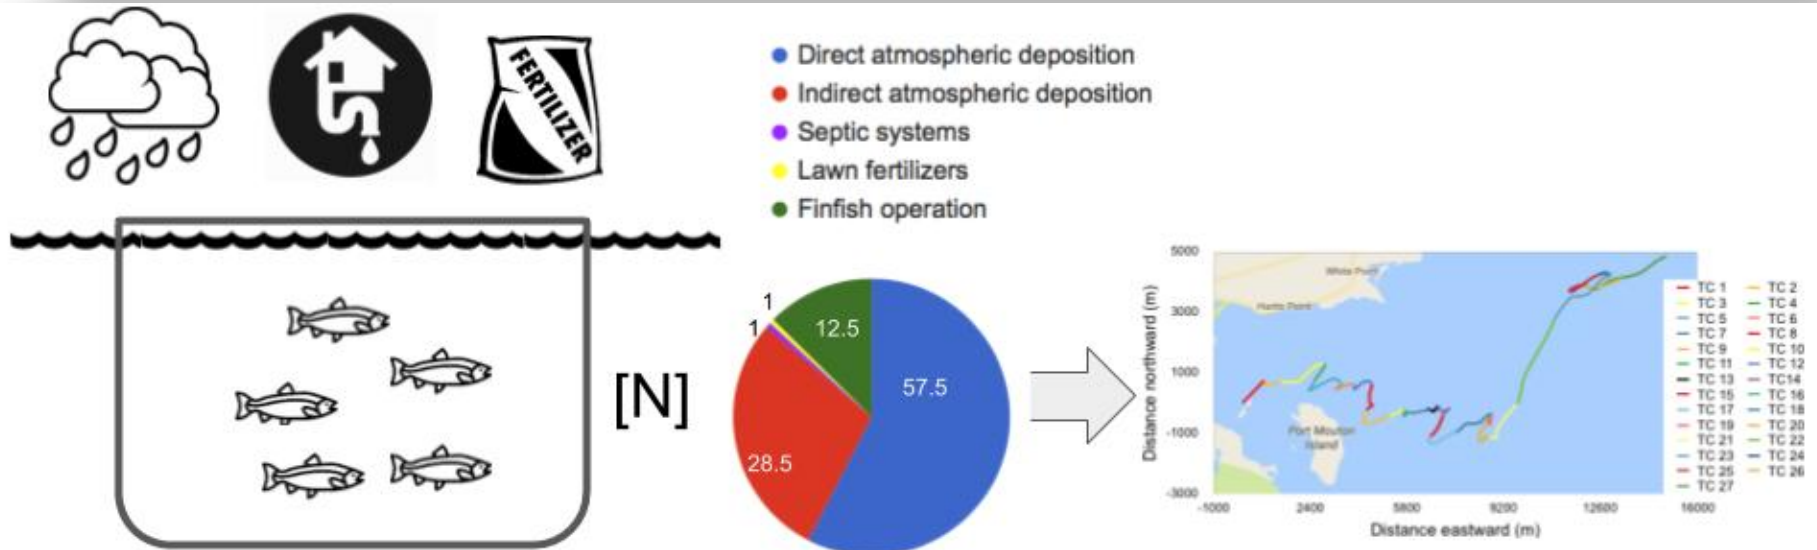 FERTILIZER
Direct atmospheric deposition
Indirect atmospheric deposition
Septic systems
Lawn fertilizers
Finfish operation
[N]
1
1
12.5
57.5
28.5
Distance northward (m)
5000
3000
1000
-1000
-3000
White Point
Hunts Point
Port Mouton
Island
-1000 2400 5800 9200 12600 16000
Distance eastward (m)
TC 1 TC 2
TC 3 TC 4
TC 5 TC 6
TC 7 TC 8
TC 9 TC 10
TC 11 TC 12
TC 13 TC14
TC 15 TC 16
TC 17 TC 18
TC 19 TC 20
TC 21 TC 22
TC 23 TC 24
TC 25 TC 26
TC 27